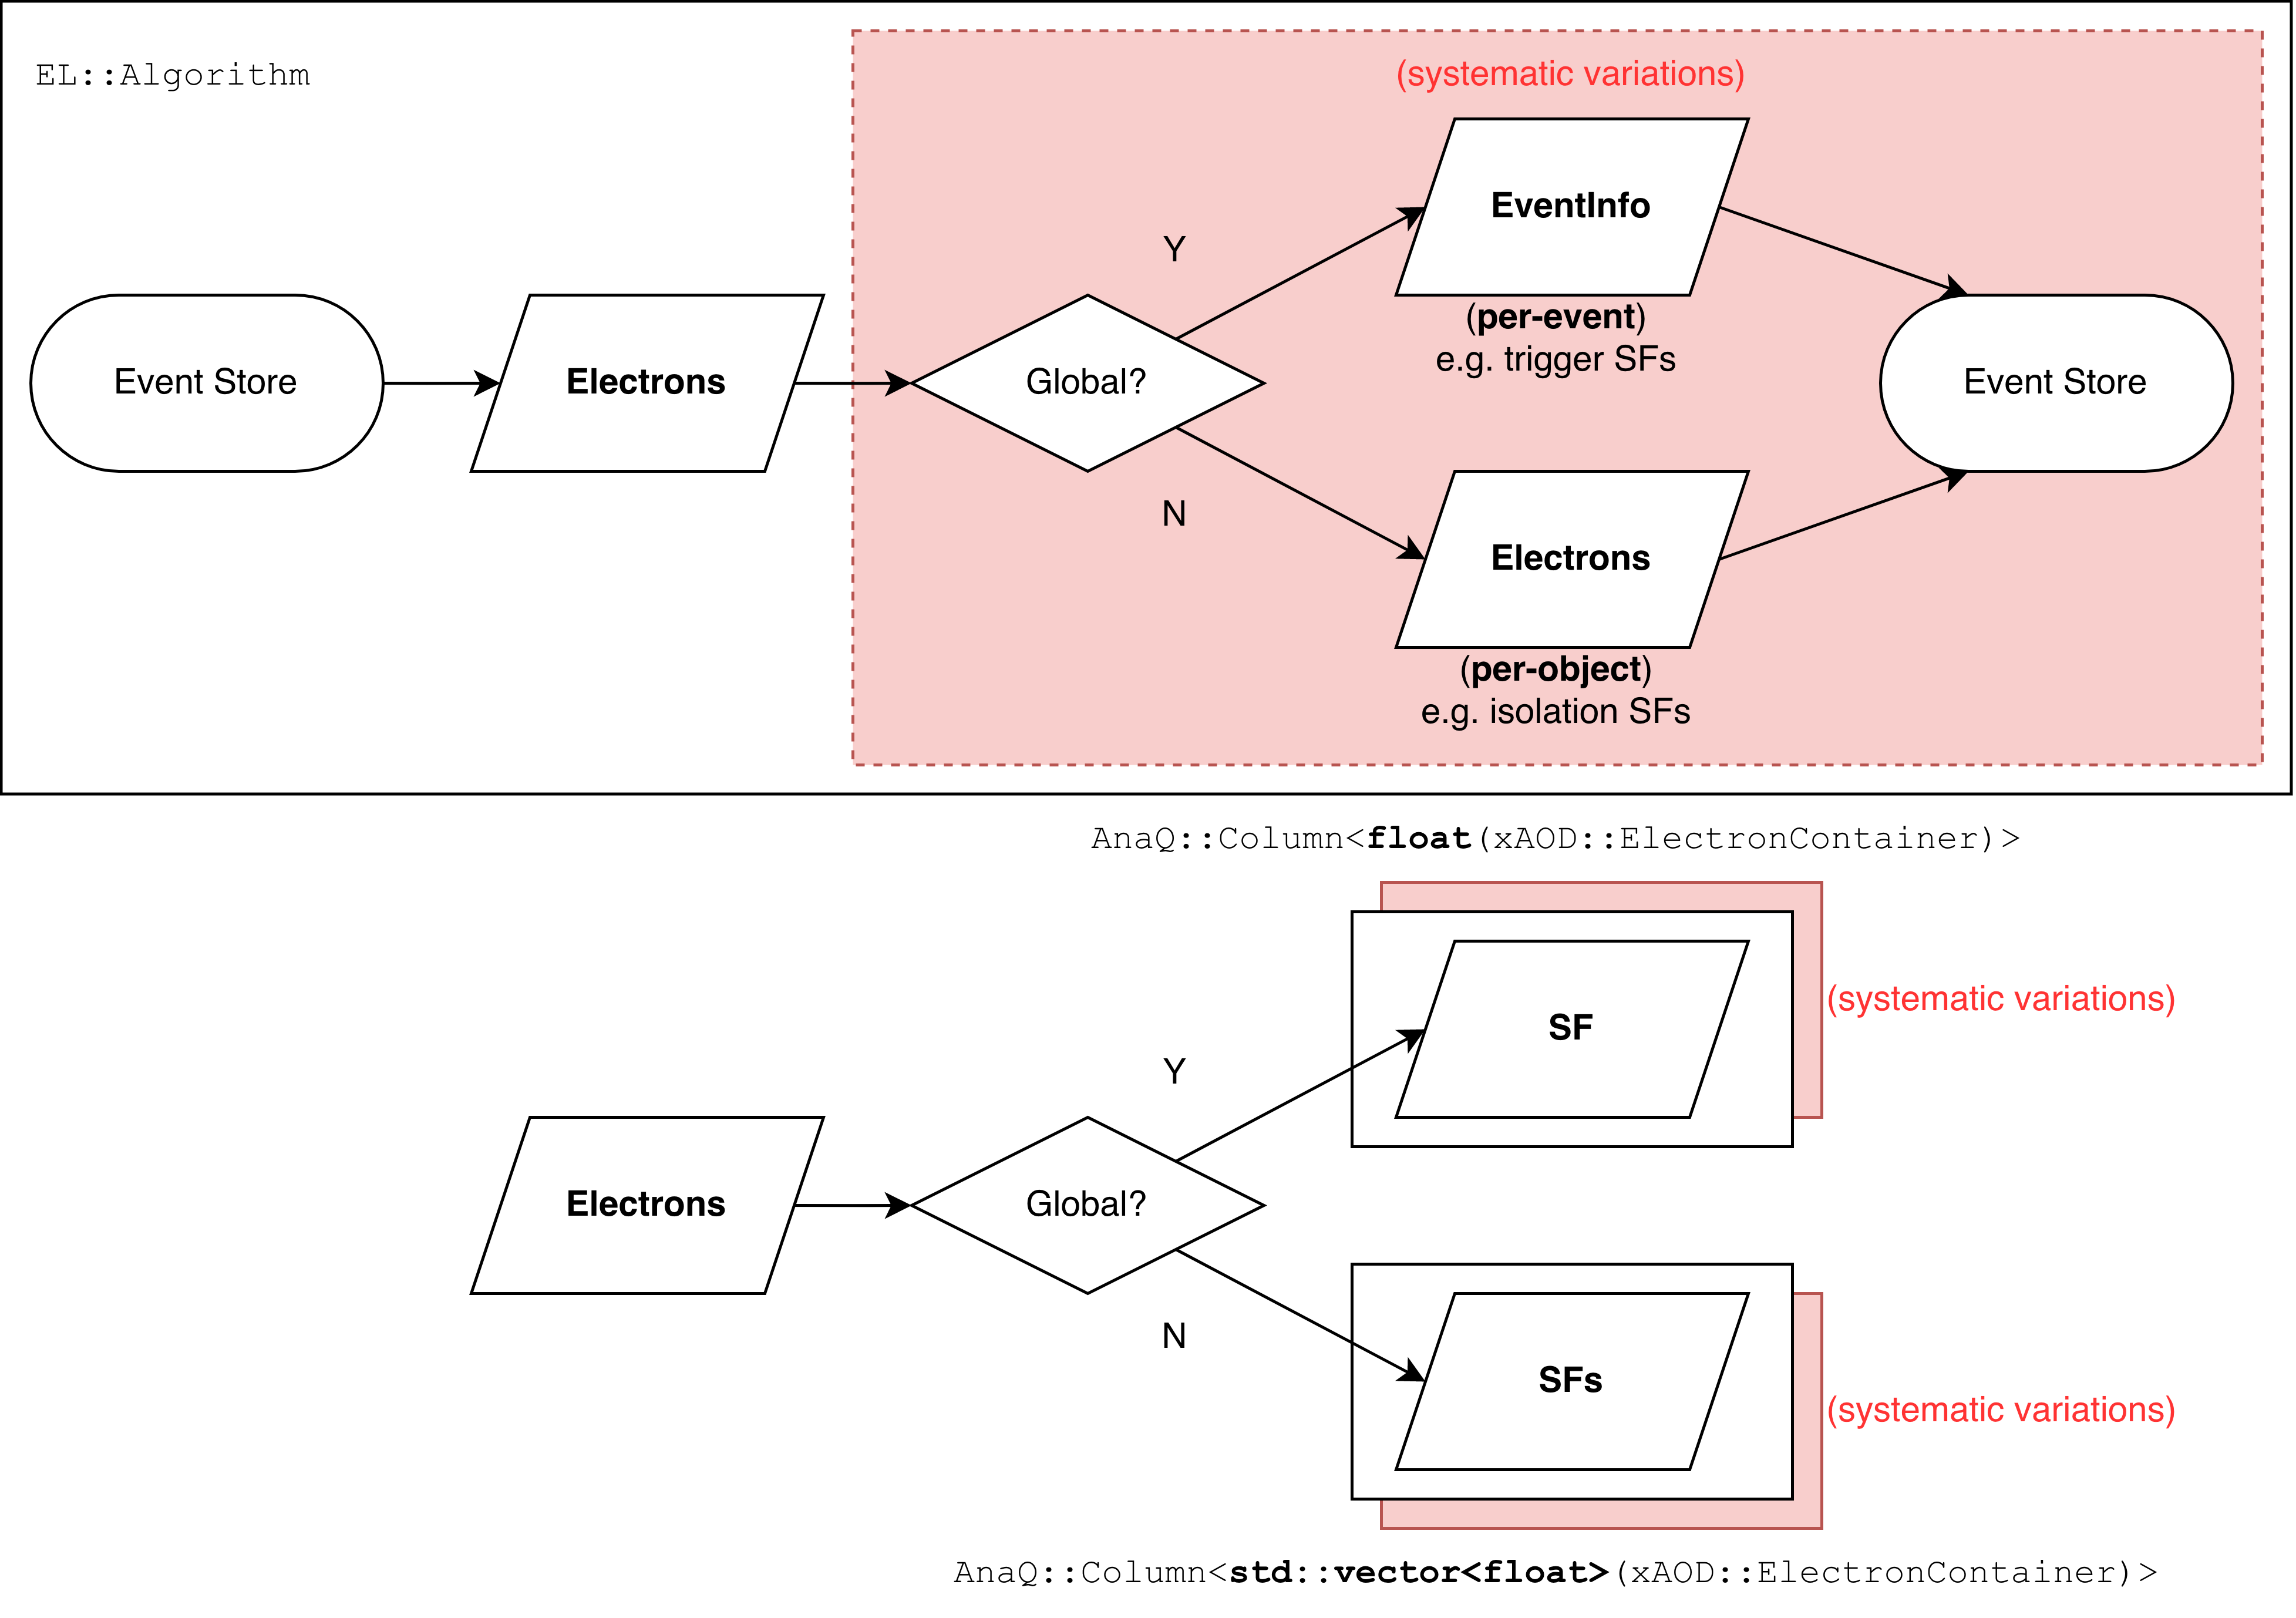 EL::Algorithm
(systematic variations)
EventInfo
Y
(per-event)
e.g. trigger SFs
Event Store
Electrons
Global?
Event Store
N
Electrons
(per-object)
e.g. isolation SFs
AnaQ::Column<float(xAOD::ElectronContainer)>
(systematic variations)
SF
Y
Electrons
Global?
N
SFs
(systematic variations)
AnaQ::Column<std::vector<float>(xAOD::ElectronContainer)>